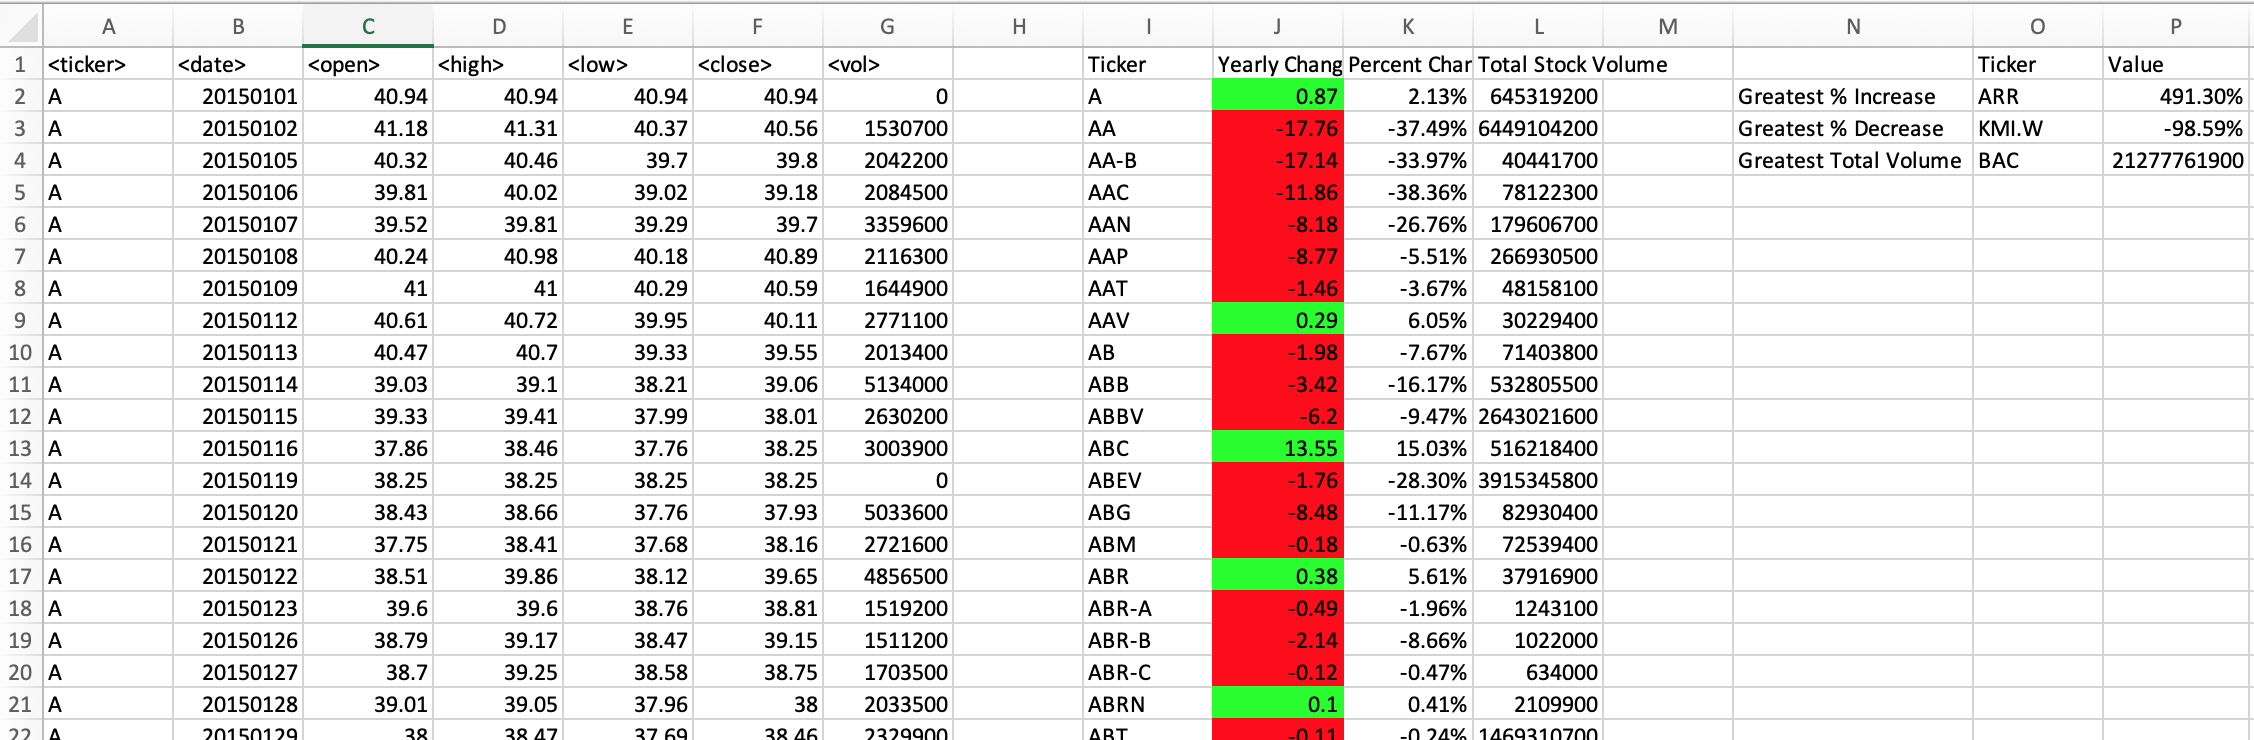 A B C D E F G H I J K L M N O P
1 <ticker> <date> <open> <high> <low> <close> <vol> Ticker Yearly Chang Percent Char Total Stock Volume Ticker Value
2 A 20150101 40.94 40.94 40.94 40.94 0 A 0.87 2.13% 645319200 Greatest % Increase ARR 491.30%
3 A 20150102 41.18 41.31 40.37 40.56 1530700 AA -17.76 -37.49% 6449104200 Greatest % Decrease KMI.W -98.59%
4 A 20150105 40.32 40.46 39.7 39.8 2042200 AA-B -17.14 -33.97% 40441700 Greatest Total Volume BAC 21277761900
5 A 20150106 39.81 40.02 39.02 39.18 2084500 AAC -11.86 -38.36% 78122300
6 A 20150107 39.52 39.81 39.29 39.7 3359600 AAN -8.18 -26.76% 179606700
7 A 20150108 40.24 40.98 40.18 40.89 2116300 AAP -8.77 -5.51% 266930500
8 A 20150109 41 41 40.29 40.59 1644900 AAT -1.46 -3.67% 48158100
9 A 20150112 40.61 40.72 39.95 40.11 2771100 AAV 0.29 6.05% 30229400
10 A 20150113 40.47 40.7 39.33 39.55 2013400 AB -1.98 -7.67% 71403800
11 A 20150114 39.03 39.1 38.21 39.06 5134000 ABB -3.42 -16.17% 532805500
12 A 20150115 39.33 39.41 37.99 38.01 2630200 ABBV -6.2 -9.47% 2643021600
13 A 20150116 37.86 38.46 37.76 38.25 3003900 ABC 13.55 15.03% 516218400
14 A 20150119 38.25 38.25 38.25 38.25 0 ABEV -1.76 -28.30% 3915345800
15 A 20150120 38.43 38.66 37.76 37.93 5033600 ABG -8.48 -11.17% 82930400
16 A 20150121 37.75 38.41 37.68 38.16 2721600 ABM -0.18 -0.63% 72539400
17 A 20150122 38.51 39.86 38.12 39.65 4856500 ABR 0.38 5.61% 37916900
18 A 20150123 39.6 39.6 38.76 38.81 1519200 ABR-A -0.49 -1.96% 1243100
19 A 20150126 38.79 39.17 38.47 39.15 1511200 ABR-B -2.14 -8.66% 1022000
20 A 20150127 38.7 39.25 38.58 38.75 1703500 ABR-C -0.12 -0.47% 634000
21 A 20150128 39.01 39.05 37.96 38 2033500 ABRN 0.1 0.41% 2109900
22 A 20150129 38 38.47 37.69 38.46 2329900 ABT -0.11 -0.24% 1469310700